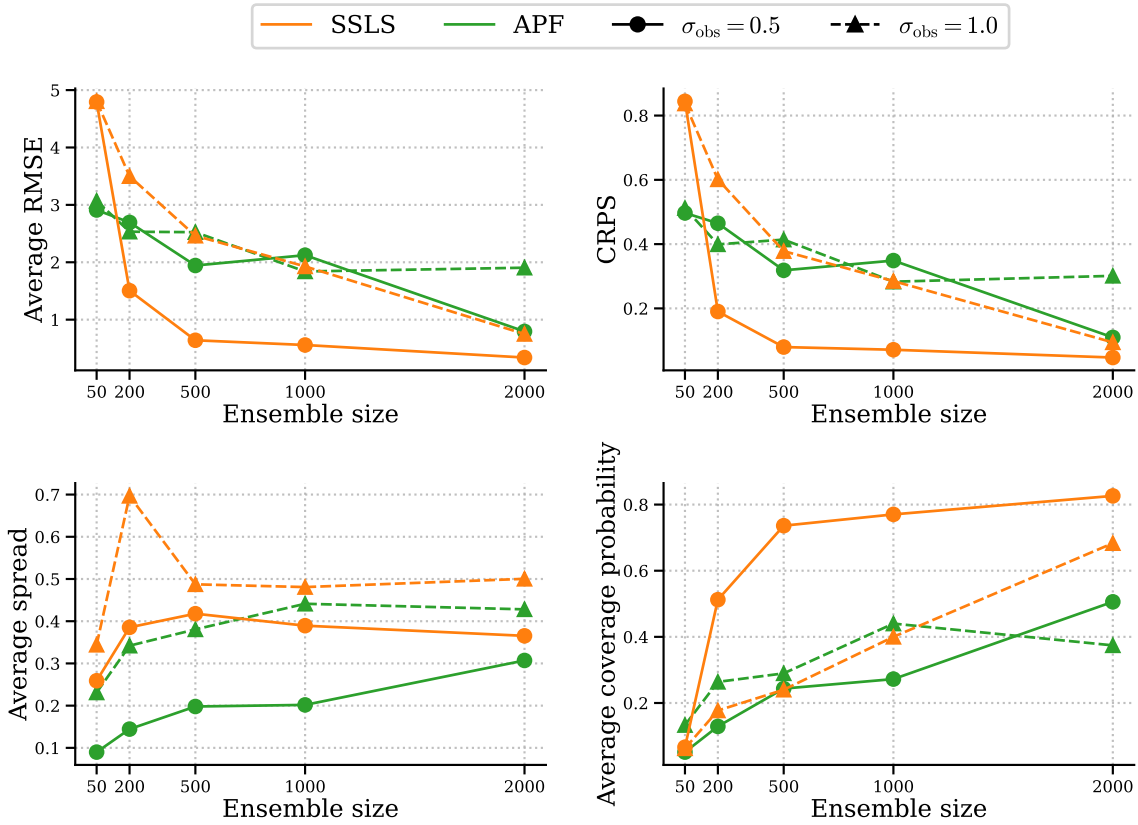 SSLS APF σobs = 0.5 σobs = 1.0
Average RMSE
5
4
3
2
1
50 200 500 1000 2000
Ensemble size
CRPS
0.8
0.6
0.4
0.2
50 200 500 1000 2000
Ensemble size
Average spread
0.7
0.6
0.5
0.4
0.3
0.2
0.1
50 200 500 1000 2000
Ensemble size
Average coverage probability
0.8
0.6
0.4
0.2
50 200 500 1000 2000
Ensemble size